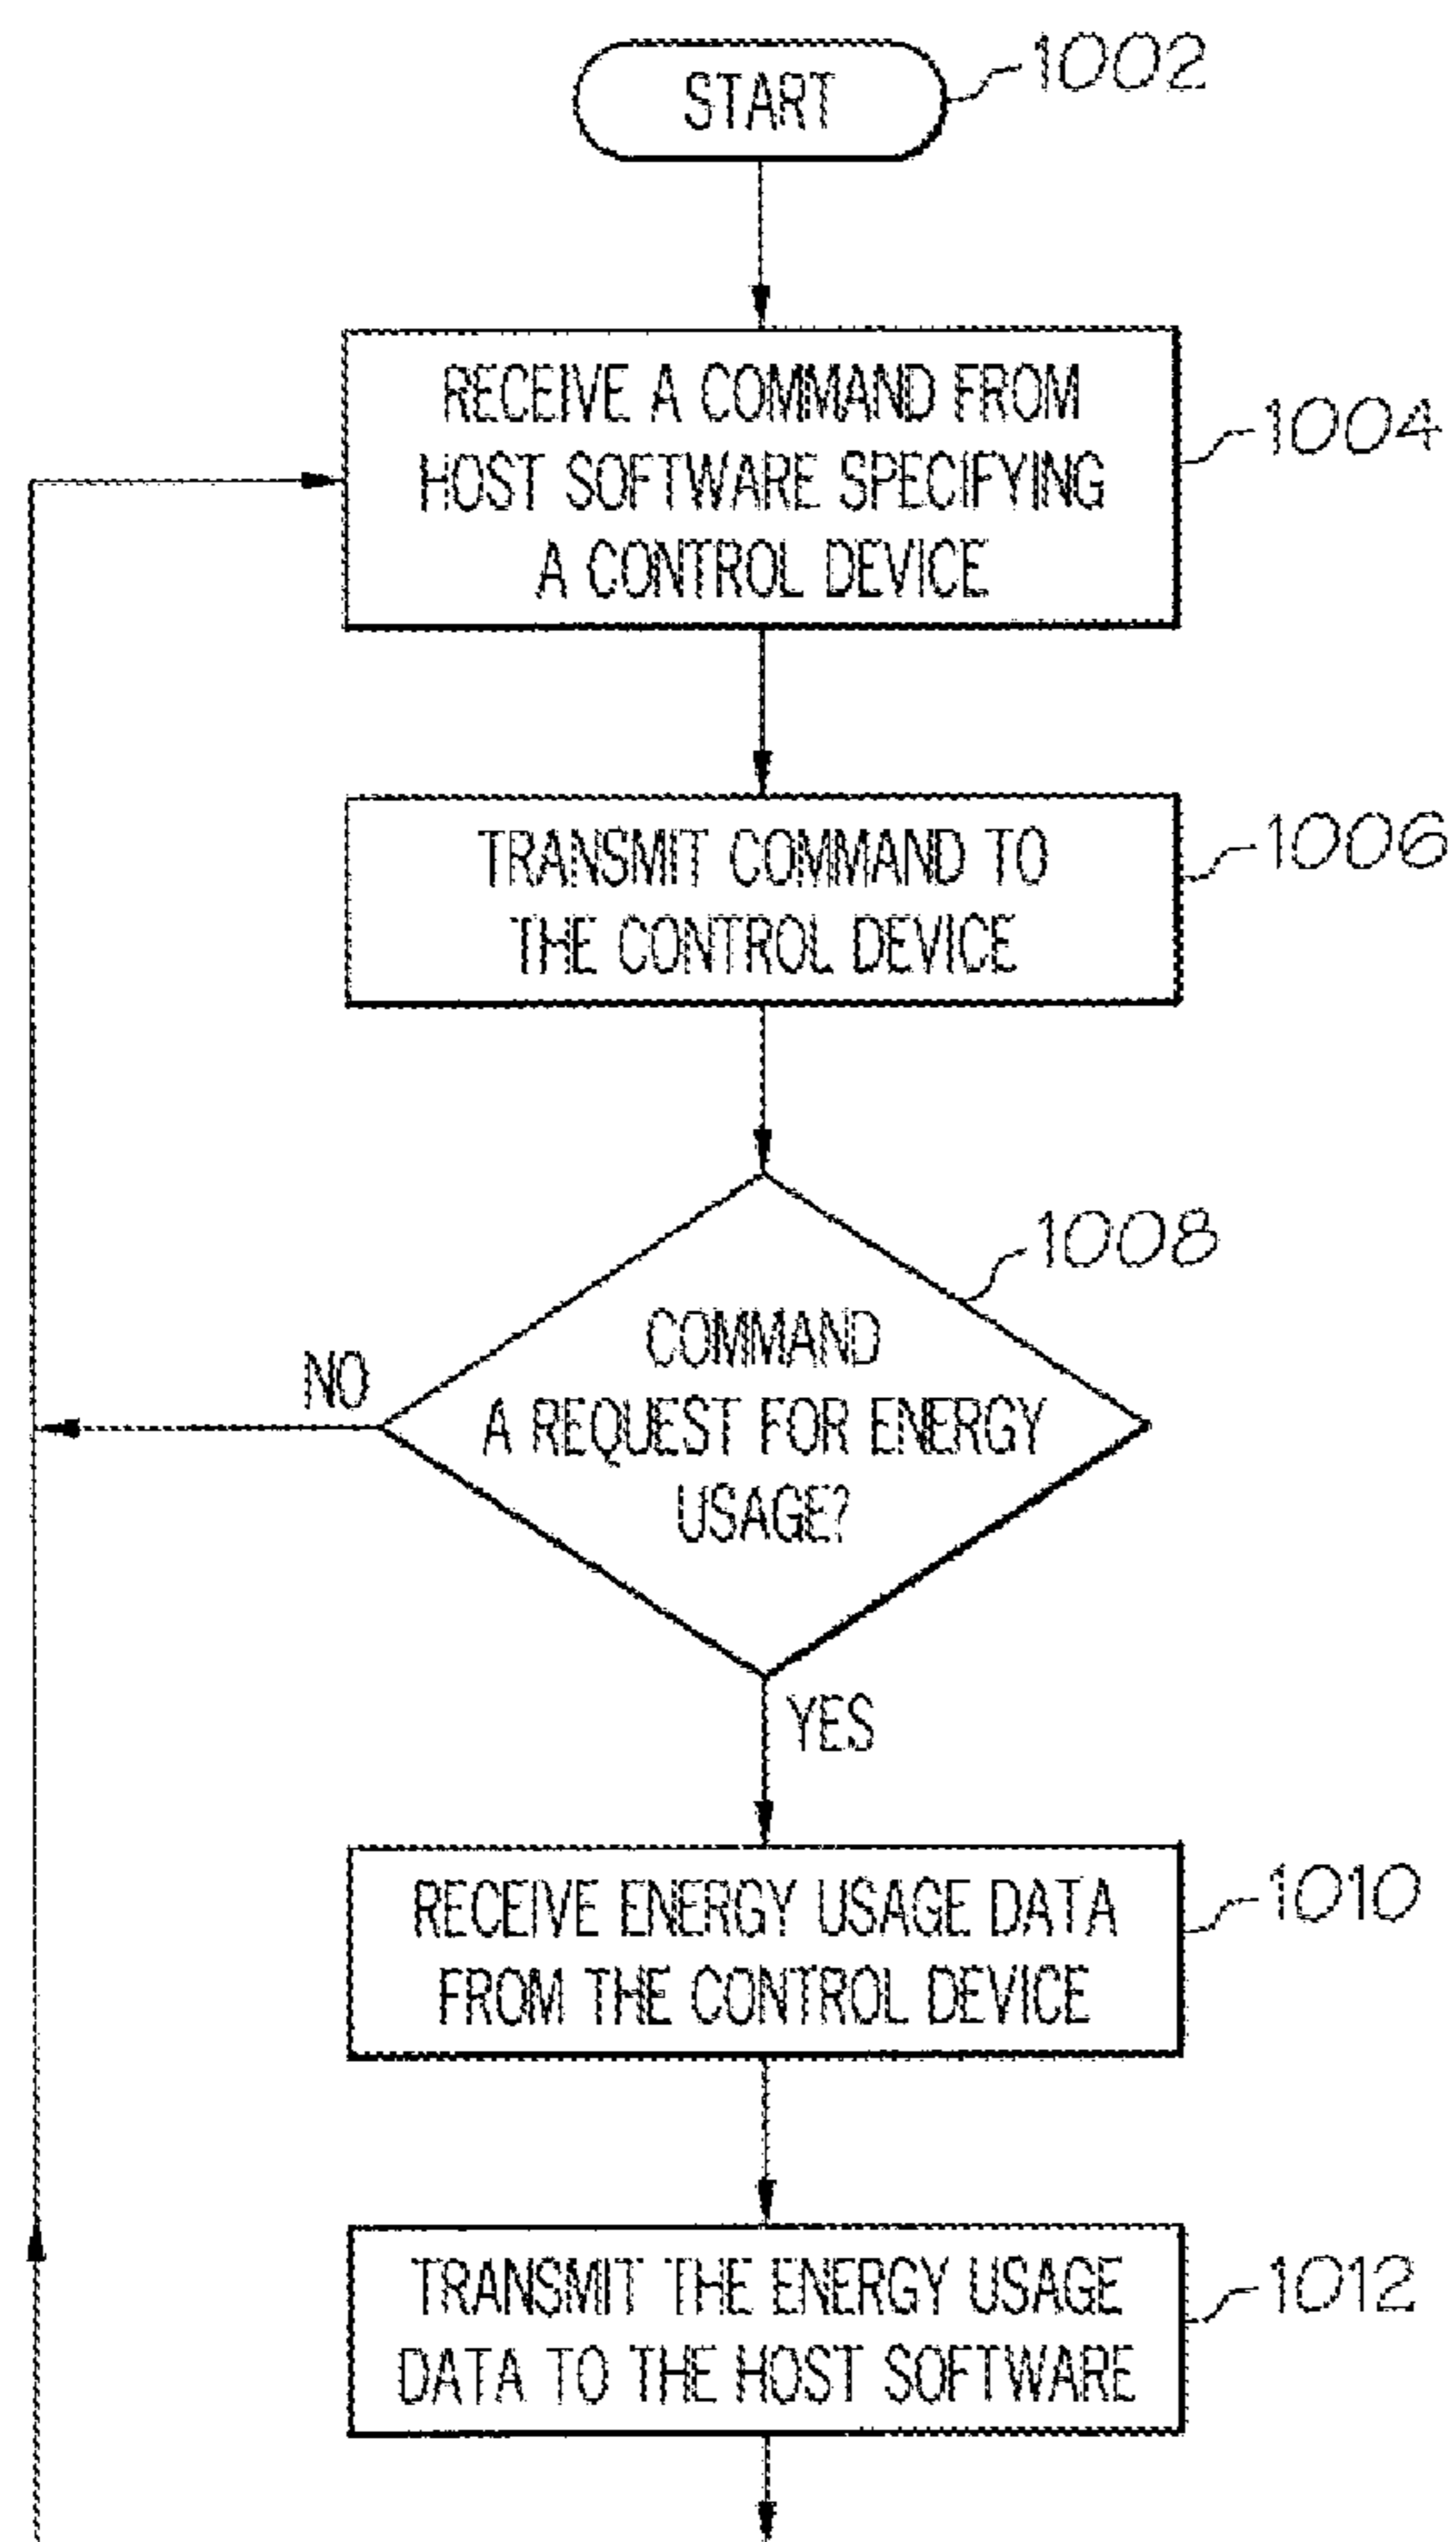 START
1002
RECEIVE A COMMAND FROM
HOST SOFTWARE SPECIFYING
A CONTROL DEVICE
1004
TRANSMIT COMMAND TO
THE CONTROL DEVICE
1006
1008
COMMAND
A REQUEST FOR ENERGY
USAGE?
NO
YES
RECEIVE ENERGY USAGE DATA
FROM THE CONTROL DEVICE
1010
TRANSMIT THE ENERGY USAGE
DATA TO THE HOST SOFTWARE
1012